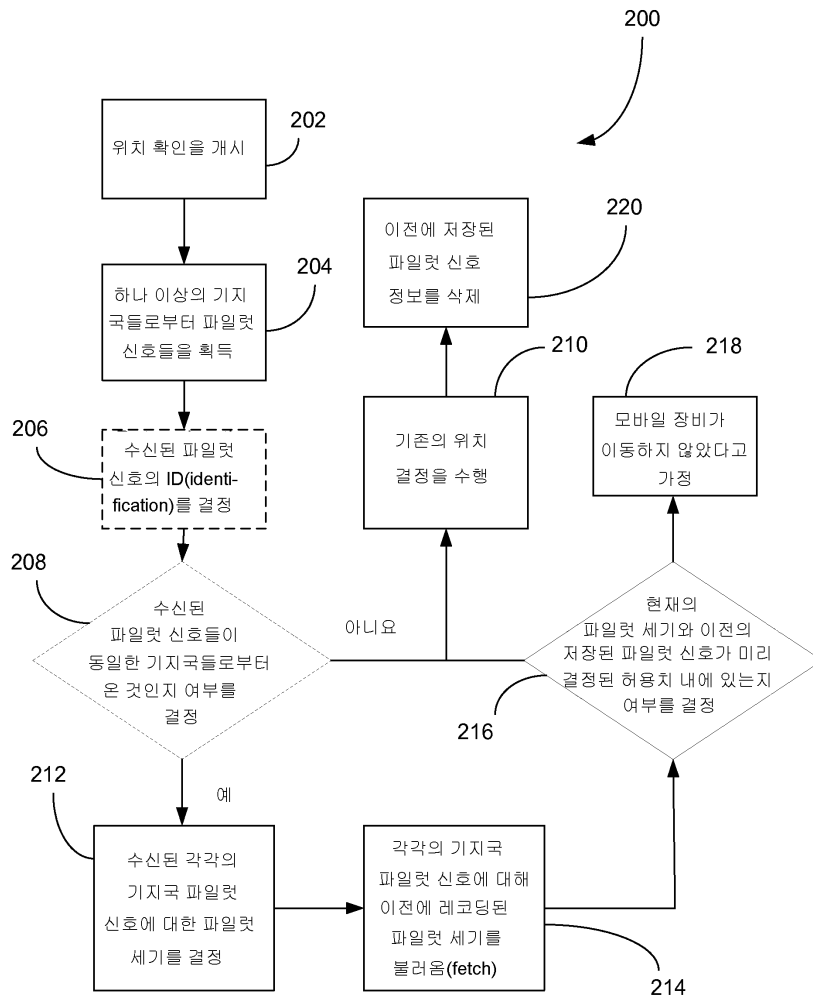 200
202
위치 확인을 개시
204
하나 이상의 기지
국들로부터 파일럿
신호들을 획득
206
수신된 파일럿
신호의 ID(identi-
fication)를 결정
208
수신된
파일럿 신호들이
동일한 기지국들로부터
온 것인지 여부를
결정
아니요
예
210
기존의 위치
결정을 수행
220
이전에 저장된
파일럿 신호
정보를 삭제
212
수신된 각각의
기지국 파일럿
신호에 대한 파일럿
세기를 결정
각각의 기지국
파일럿 신호에 대해
이전에 레코딩된
파일럿 세기를
불러옴(fetch)
214
현재의
파일럿 세기와 이전의
저장된 파일럿 신호가 미리
결정된 허용치 내에 있는지
여부를 결정
216
218
모바일 장비가
이동하지 않았다고
가정